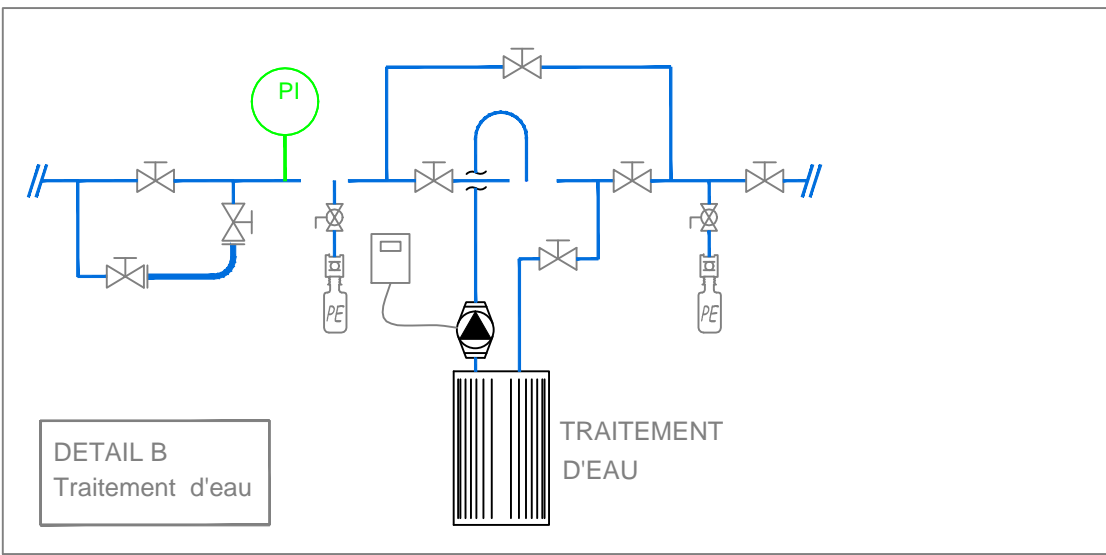 PI
PE
PE
TRAITEMENT
D'EAU
DETAIL B
Traitement d'eau